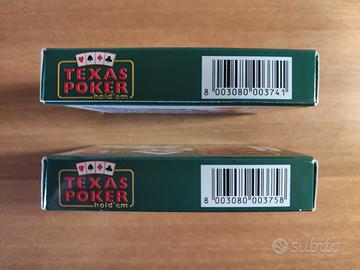 TEXAS
POKER
hold'em
8 003080 003741
TEXAS
POKER
hold'em
8 003080 003758
subito